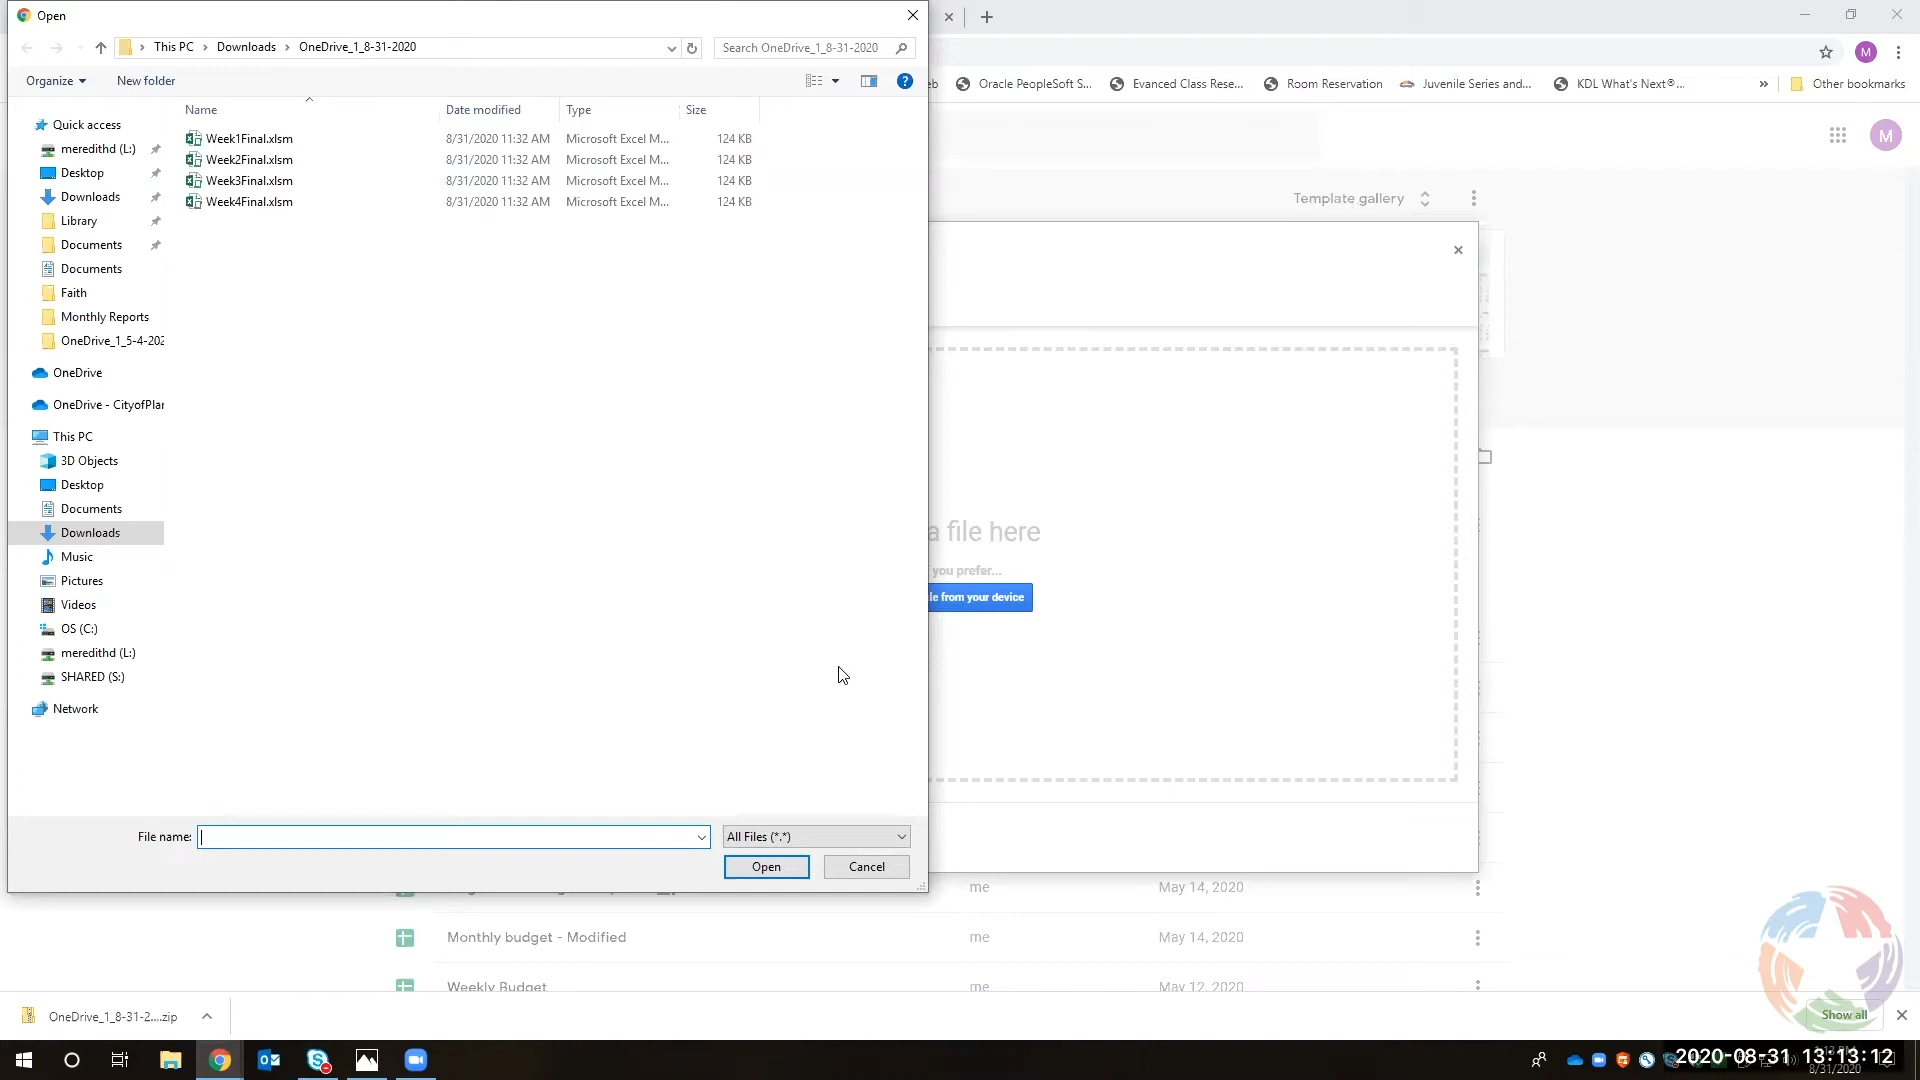 Open
This PC > Downloads > OneDrive_1_8-31-2020
Search OneDrive_1_8-31-2020
Organize
New folder
Oracle PeopleSoft S...
Evanced Class Rese...
Room Reservation
Juvenile Series and...
KDL What's Next®...
»
Other bookmarks
M
M
Name
Date modified
Type
Size
Week1Final.xlsm 8/31/2020 11:32 AM Microsoft Excel M... 124 KB
Week2Final.xlsm 8/31/2020 11:32 AM Microsoft Excel M... 124 KB
Week3Final.xlsm 8/31/2020 11:32 AM Microsoft Excel M... 124 KB
Week4Final.xlsm 8/31/2020 11:32 AM Microsoft Excel M... 124 KB
Quick access
meredithd (L:)
Desktop
Downloads
Library
Documents
Documents
Faith
Monthly Reports
OneDrive_1_5-4-202
OneDrive
OneDrive - CityofPlan
This PC
3D Objects
Desktop
Documents
Downloads
Music
Pictures
Videos
OS (C:)
meredithd (L:)
SHARED (S:)
Network
Template gallery
a file here
you prefer...
le from your device
File name:
All Files (*.*)
Open
Cancel
me May 14, 2020
Monthly budget - Modified me May 14, 2020
Weekly Budget me May 12, 2020
OneDrive_1_8-31-2....zip
Show all
2020-08-31 13:13:12
8/31/2020